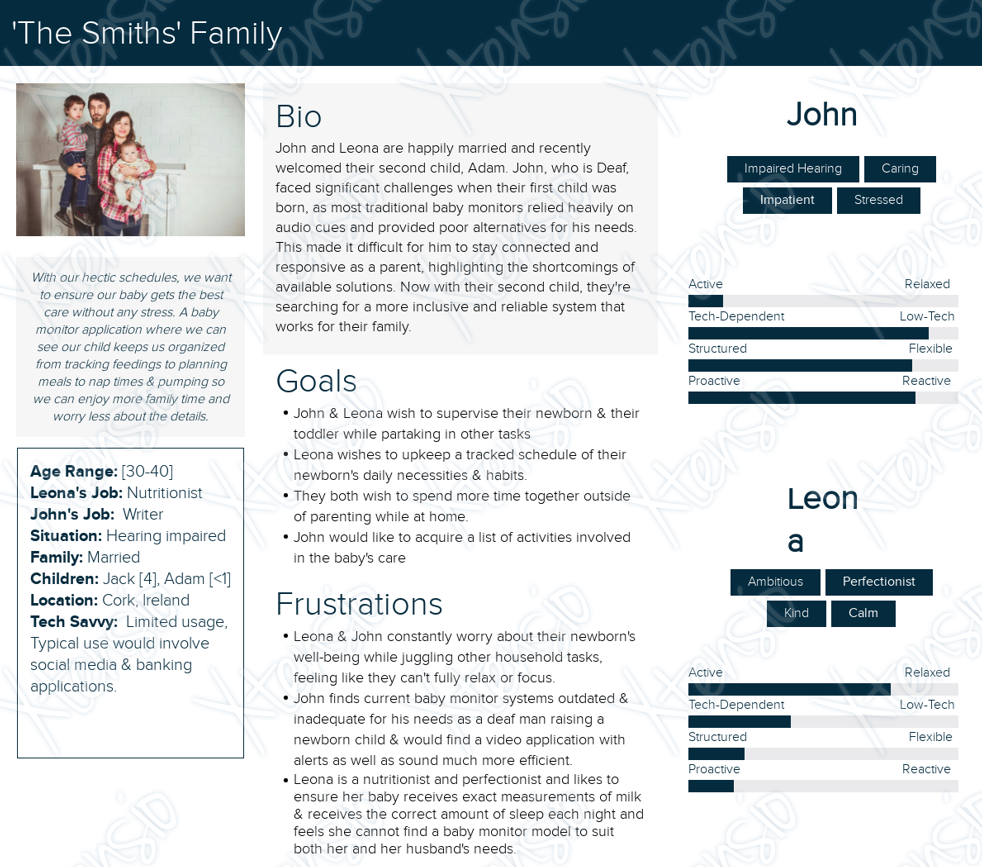 'The Smiths' Family
With our hectic schedules, we want
to ensure our baby gets the best
care without any stress. A baby
monitor application where we can
see our child keeps us organized
from tracking feedings to planning
meals to nap times & pumping so
we can enjoy more family time and
worry less about the details.
Age Range: [30-40]
Leona's Job: Nutritionist
John's Job: Writer
Situation: Hearing impaired
Family: Married
Children: Jack [4], Adam [<1]
Location: Cork, Ireland
Tech Savvy: Limited usage,
Typical use would involve
social media & banking
applications.
Bio
John and Leona are happily married and recently
welcomed their second child, Adam. John, who is Deaf,
faced significant challenges when their first child was
born, as most traditional baby monitors relied heavily on
audio cues and provided poor alternatives for his needs.
This made it difficult for him to stay connected and
responsive as a parent, highlighting the shortcomings of
available solutions. Now with their second child, they're
searching for a more inclusive and reliable system that
works for their family.
Goals
• John & Leona wish to supervise their newborn & their
toddler while partaking in other tasks
• Leona wishes to upkeep a tracked schedule of their
newborn's daily necessities & habits.
• They both wish to spend more time together outside
of parenting while at home.
• John would like to acquire a list of activities involved
in the baby's care
Frustrations
• Leona & John constantly worry about their newborn's
well-being while juggling other household tasks,
feeling like they can't fully relax or focus.
• John finds current baby monitor systems outdated &
inadequate for his needs as a deaf man raising a
newborn child & would find a video application with
alerts as well as sound much more efficient.
• Leona is a nutritionist and perfectionist and likes to
ensure her baby receives exact measurements of milk
& receives the correct amount of sleep each night and
feels she cannot find a baby monitor model to suit
both her and her husband's needs.
John
Impaired Hearing Caring
Impatient Stressed
Active Relaxed
Tech-Dependent Low-Tech
Structured Flexible
Proactive Reactive
Leon
a
Ambitious Perfectionist
Kind Calm
Active Relaxed
Tech-Dependent Low-Tech
Structured Flexible
Proactive Reactive